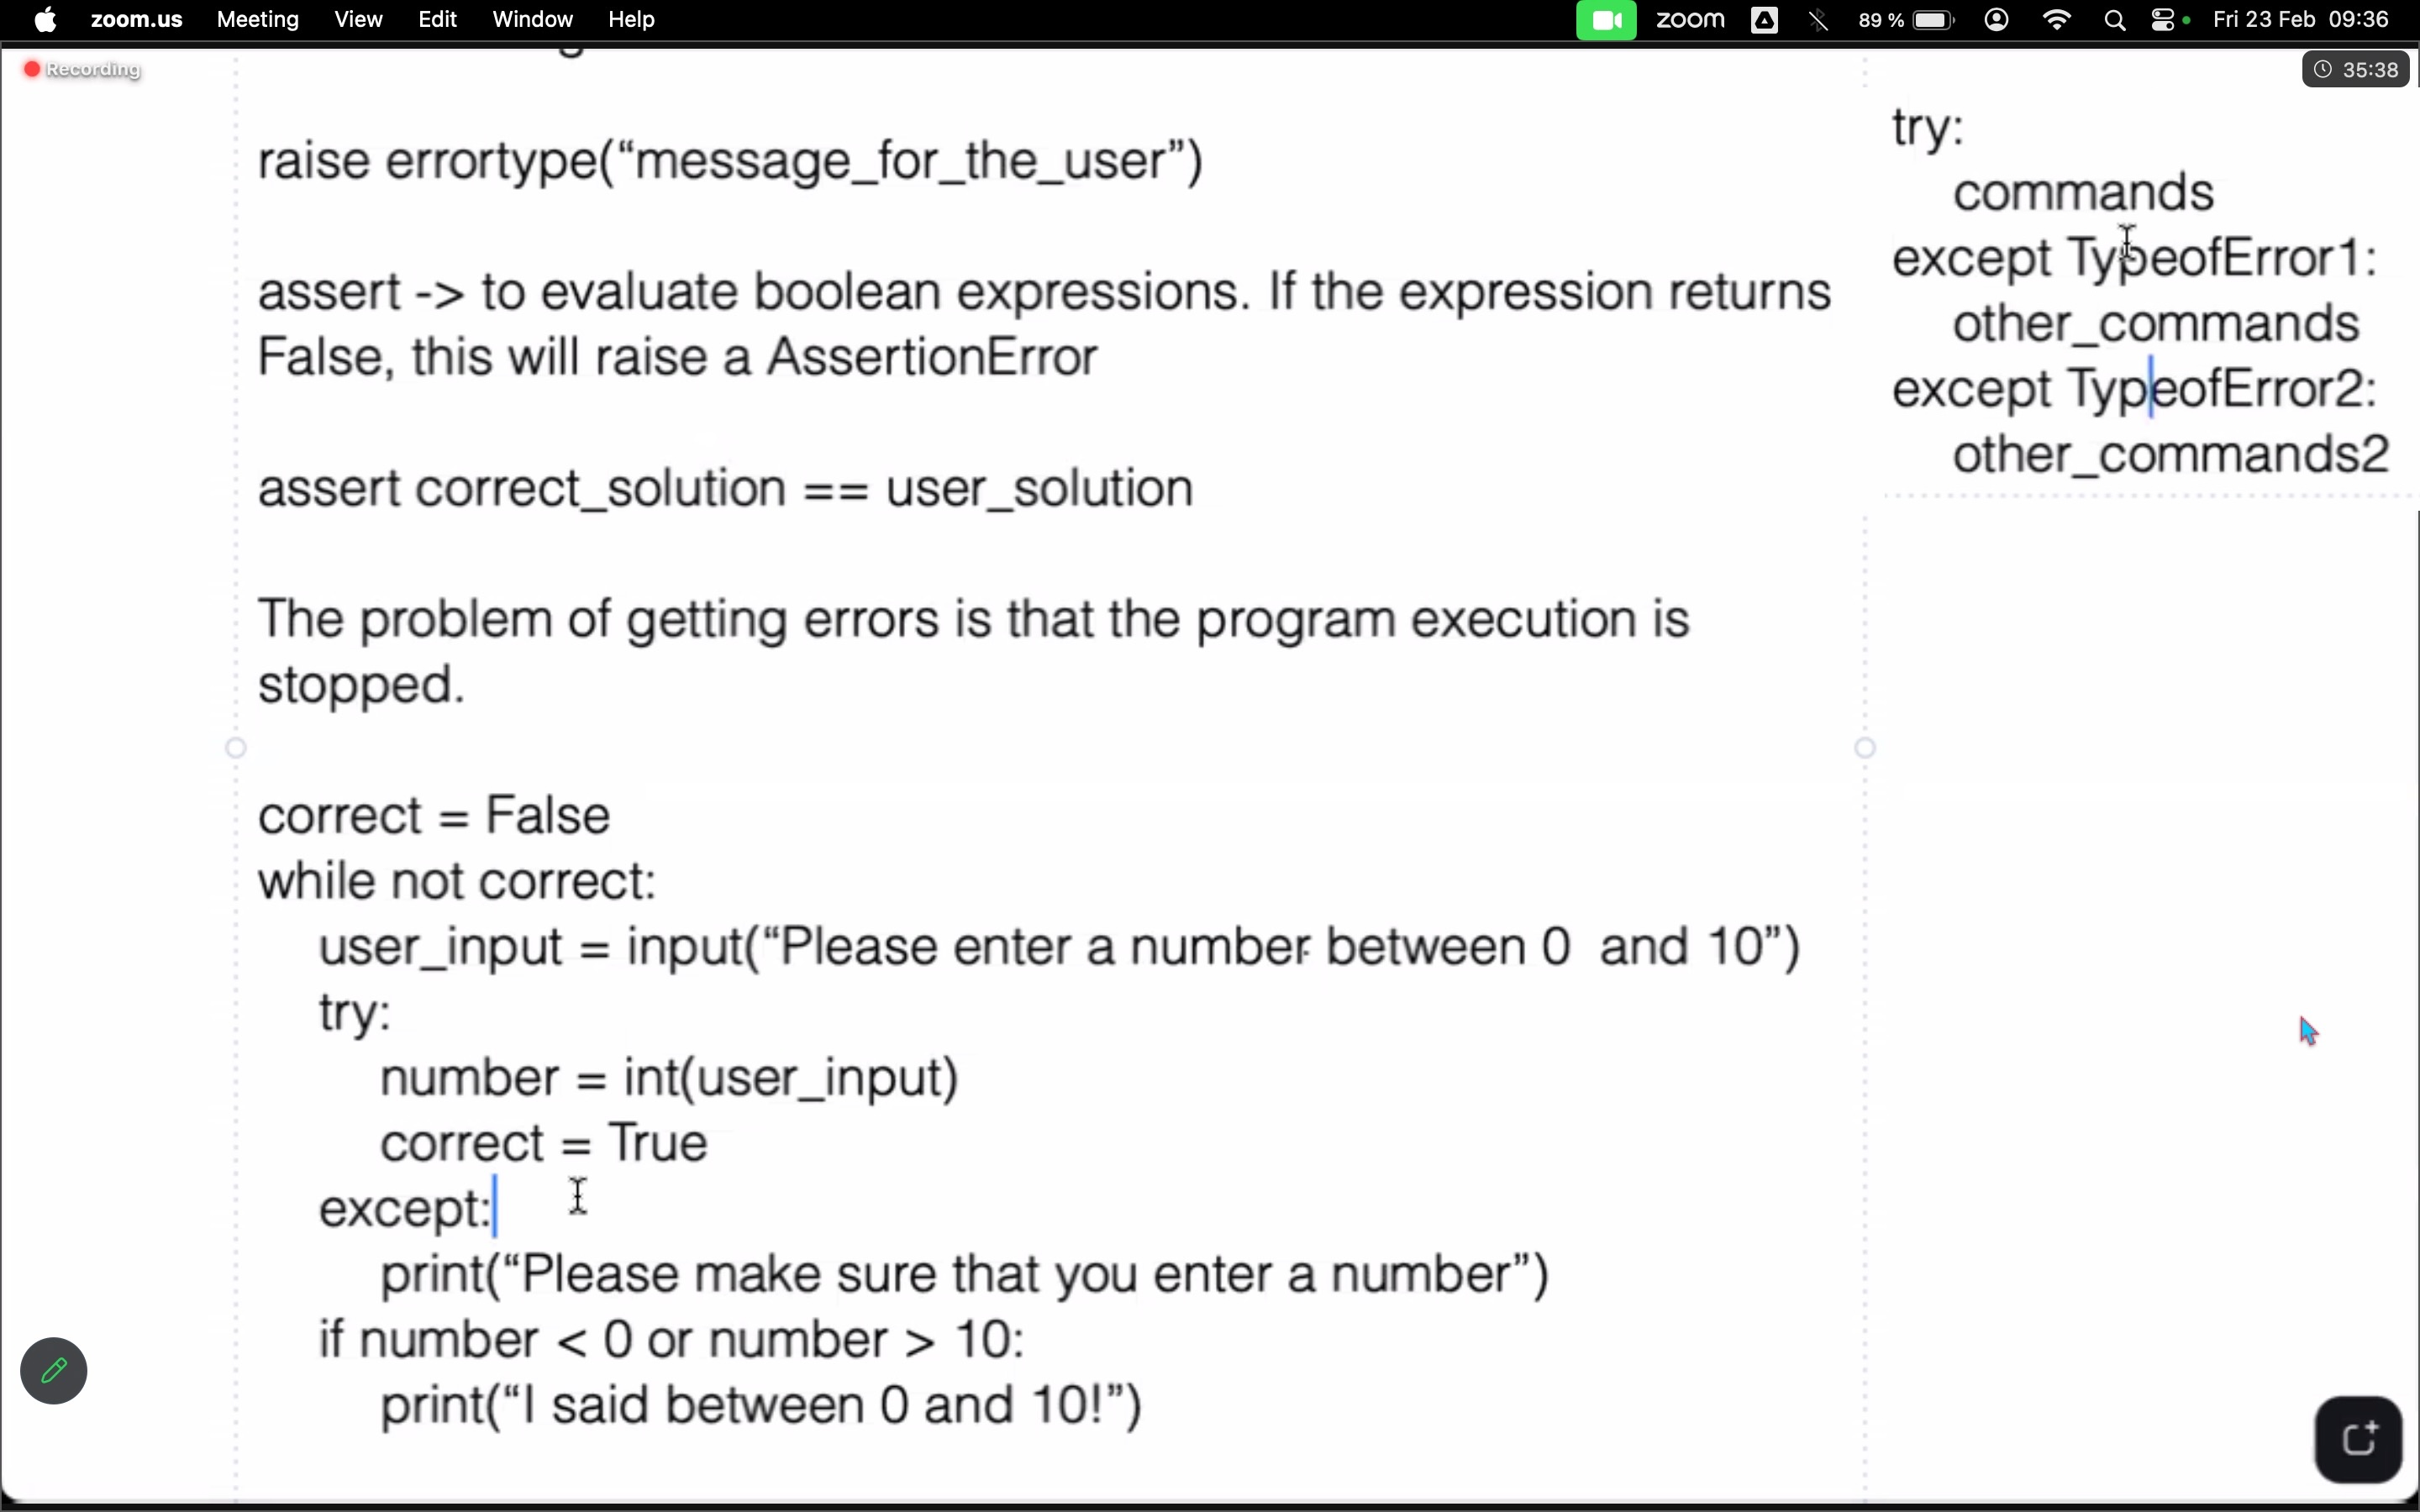 zoom.us Meeting View Edit Window Help zoom 89 % Fri 23 Feb 09:36
Recording
35:38
raise errortype(“message_for_the_user”)
assert -> to evaluate boolean expressions. If the expression returns
False, this will raise a AssertionError
assert correct_solution == user_solution
The problem of getting errors is that the program execution is
stopped.
correct = False
while not correct:
user_input = input(“Please enter a number between 0  and 10”)
try:
number = int(user_input)
correct = True
except:
print(“Please make sure that you enter a number”)
if number < 0 or number > 10:
print(“I said between 0 and 10!”)
try:
commands
except TypeofError1:
other_commands
except TypeofError2:
other_commands2